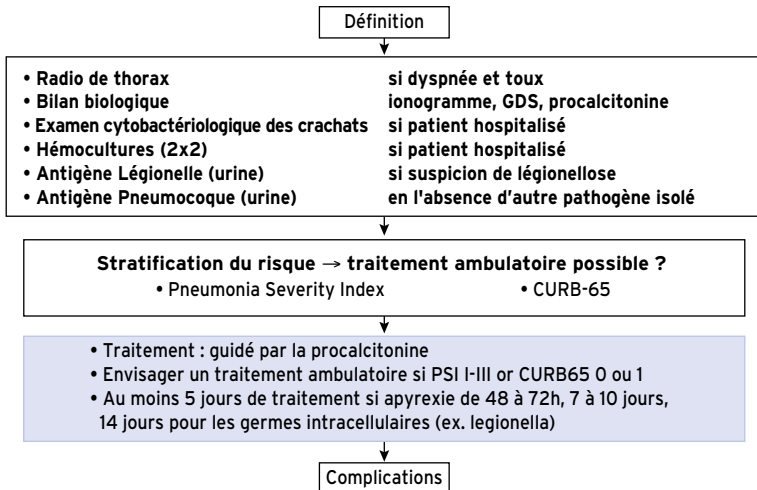 Définition
• Radio de thorax si dyspnée et toux
• Bilan biologique ionogramme, GDS, procalcitonine
• Examen cytobactériologique des crachats si patient hospitalisé
• Hémocultures (2x2) si patient hospitalisé
• Antigène Légionelle (urine) si suspicion de légionellose
• Antigène Pneumocoque (urine) en l'absence d'autre pathogène isolé
Stratification du risque → traitement ambulatoire possible ?
• Pneumonia Severity Index • CURB-65
• Traitement : guidé par la procalcitonine
• Envisager un traitement ambulatoire si PSI I-III or CURB65 0 ou 1
• Au moins 5 jours de traitement si apyrexie de 48 à 72h, 7 à 10 jours,
14 jours pour les germes intracellulaires (ex. legionella)
Complications